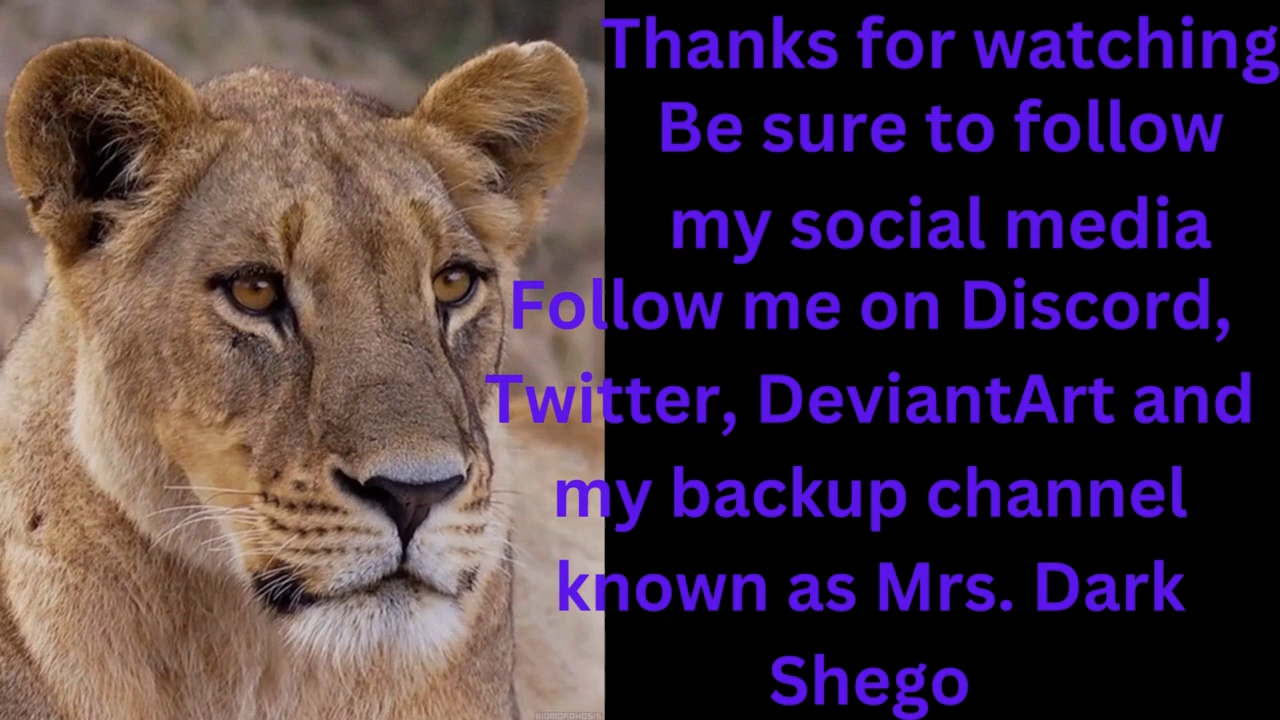 Thanks for watching
Be sure to follow
my social media
Follow me on Discord,
Twitter, DeviantArt and
my backup channel
known as Mrs. Dark
Shego
BIOMORPHOSIS